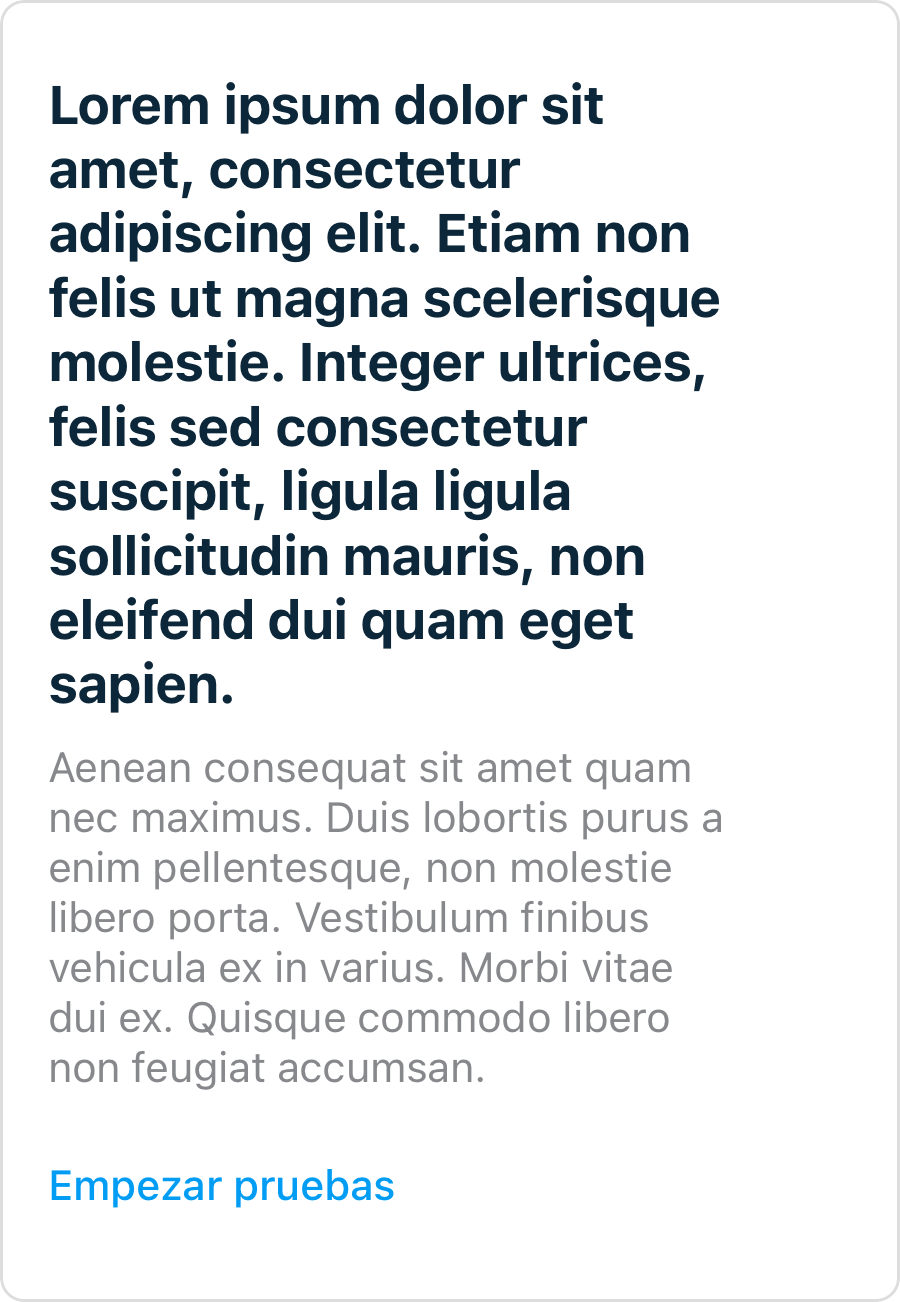 Lorem ipsum dolor sit
amet, consectetur
adipiscing elit. Etiam non
felis ut magna scelerisque
molestie. Integer ultrices,
felis sed consectetur
suscipit, ligula ligula
sollicitudin mauris, non
eleifend dui quam eget
sapien.
Aenean consequat sit amet quam
nec maximus. Duis lobortis purus a
enim pellentesque, non molestie
libero porta. Vestibulum finibus
vehicula ex in varius. Morbi vitae
dui ex. Quisque commodo libero
non feugiat accumsan.
Empezar pruebas